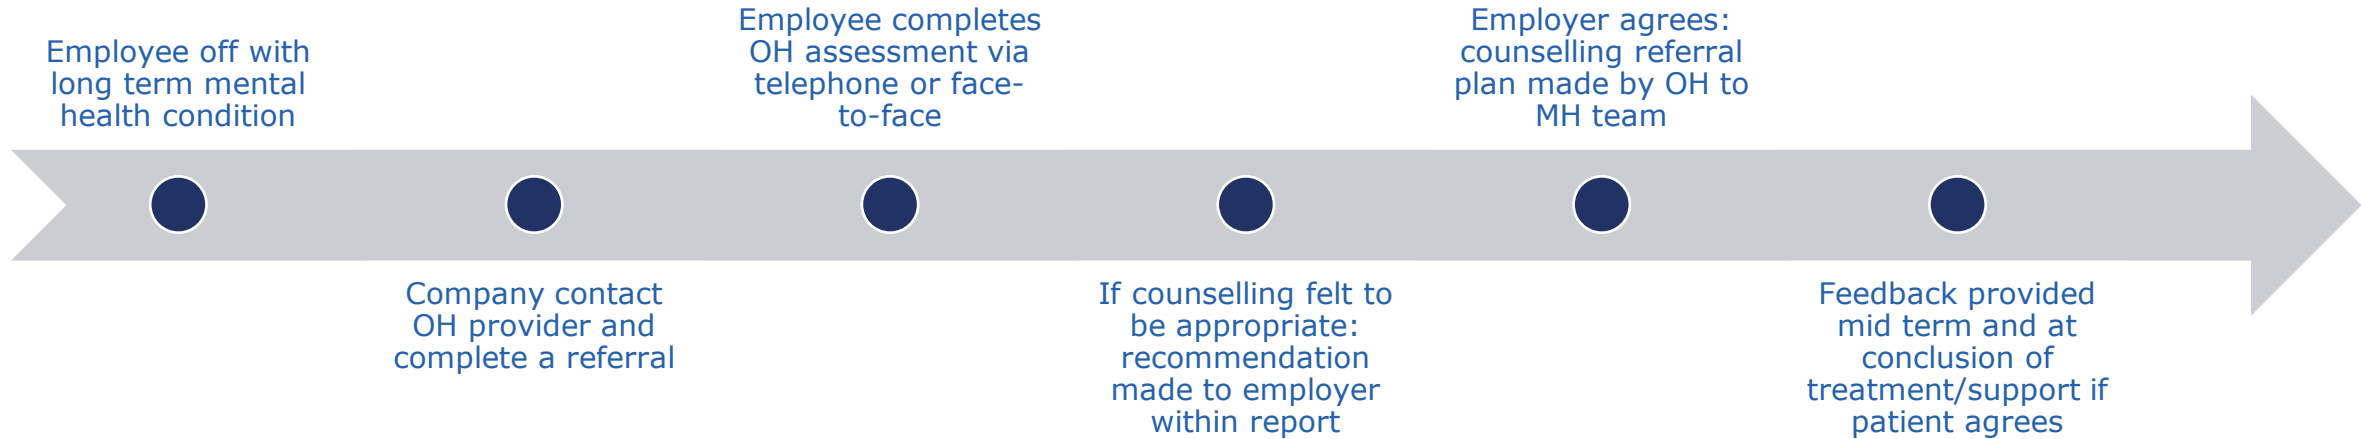 Employee off with
long term mental
health condition
Company contact
OH provider and
complete a referral
Employee completes
OH assessment via
telephone or face-
to-face
If counselling felt to
be appropriate:
recommendation
made to employer
within report
Employer agrees:
counselling referral
plan made by OH to
MH team
Feedback provided
mid term and at
conclusion of
treatment/support if
patient agrees